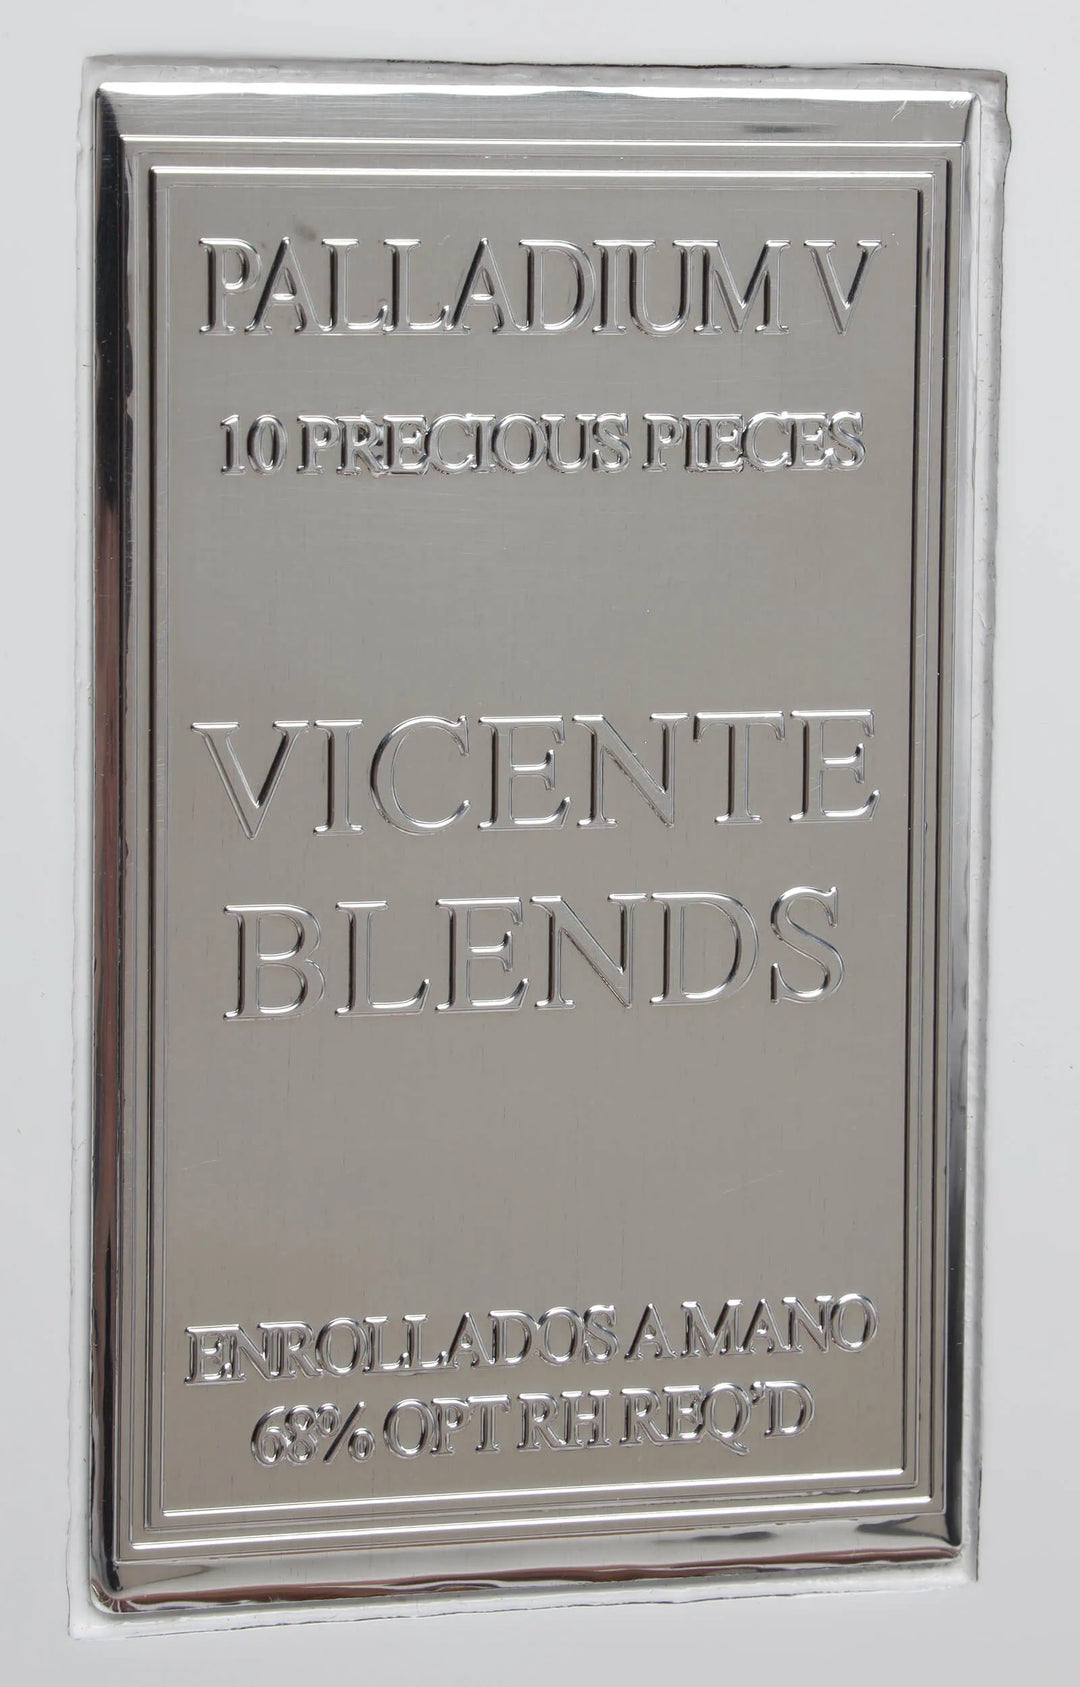 PALLADIUM V
10 PRECIOUS PIECES
VICENTE
BLENDS
ENROLLADOS A MANO
68% OPT RH REQ'D